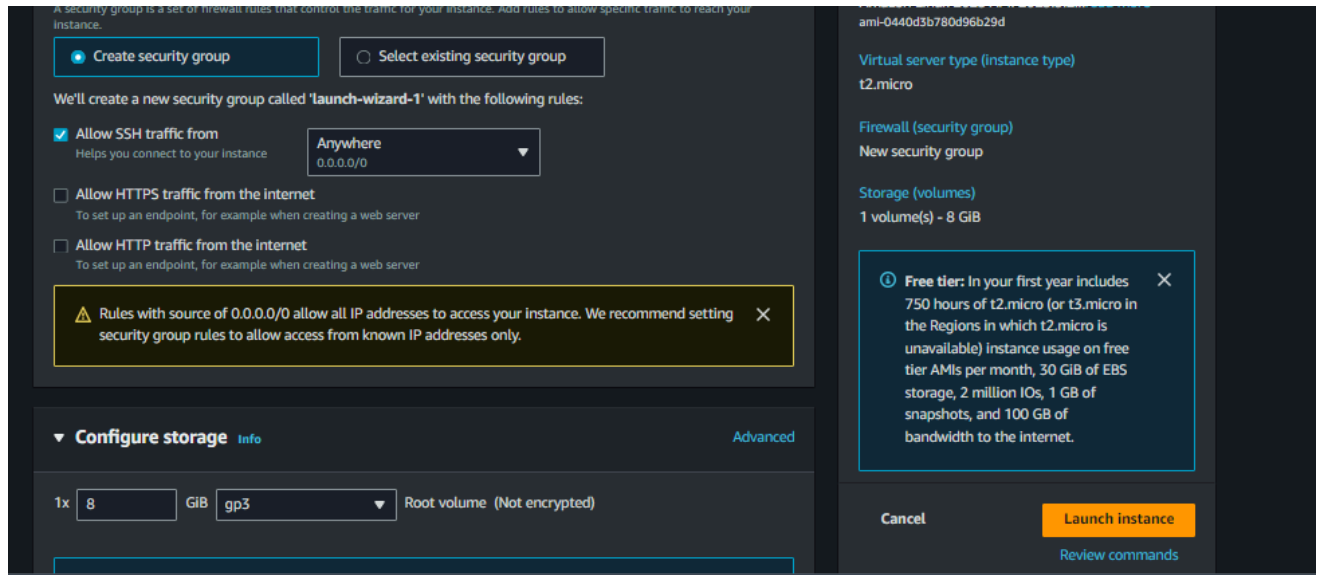 A security group is a set of firewall rules that control the traffic for your instance. Add rules to allow specific traffic to reach your
instance.
Create security group
Select existing security group
We'll create a new security group called 'launch-wizard-1' with the following rules:
Allow SSH traffic from
Helps you connect to your instance
Anywhere
0.0.0.0/0
Allow HTTPS traffic from the internet
To set up an endpoint, for example when creating a web server
Allow HTTP traffic from the internet
To set up an endpoint, for example when creating a web server
Rules with source of 0.0.0.0/0 allow all IP addresses to access your instance. We recommend setting
security group rules to allow access from known IP addresses only.
Configure storage Info
Advanced
1x 8 GiB gp3 Root volume (Not encrypted)
ami-0440d3b780d96b29d
Virtual server type (instance type)
t2.micro
Firewall (security group)
New security group
Storage (volumes)
1 volume(s) - 8 GiB
Free tier: In your first year includes
750 hours of t2.micro (or t3.micro in
the Regions in which t2.micro is
unavailable) instance usage on free
tier AMIs per month, 30 GiB of EBS
storage, 2 million IOs, 1 GB of
snapshots, and 100 GB of
bandwidth to the internet.
Cancel
Launch instance
Review commands